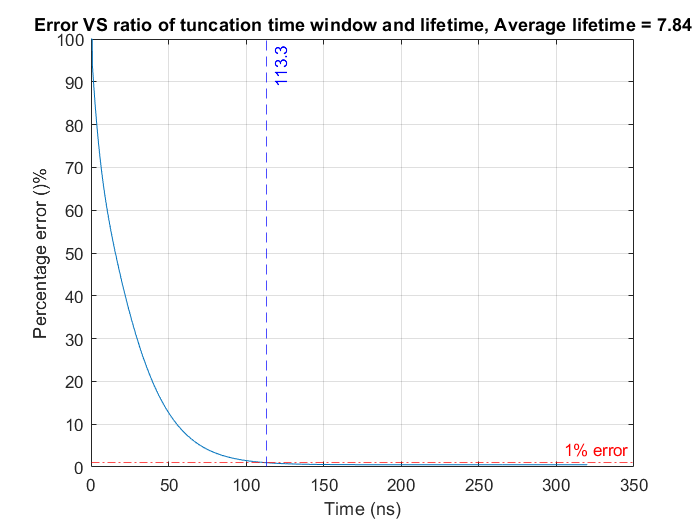 Error VS ratio of tuncation time window and lifetime, Average lifetime = 7.84
100
90
80
70
60
50
40
30
20
10
0
Percentage error ()%
113.3
1% error
0 50 100 150 200 250 300 350
Time (ns)